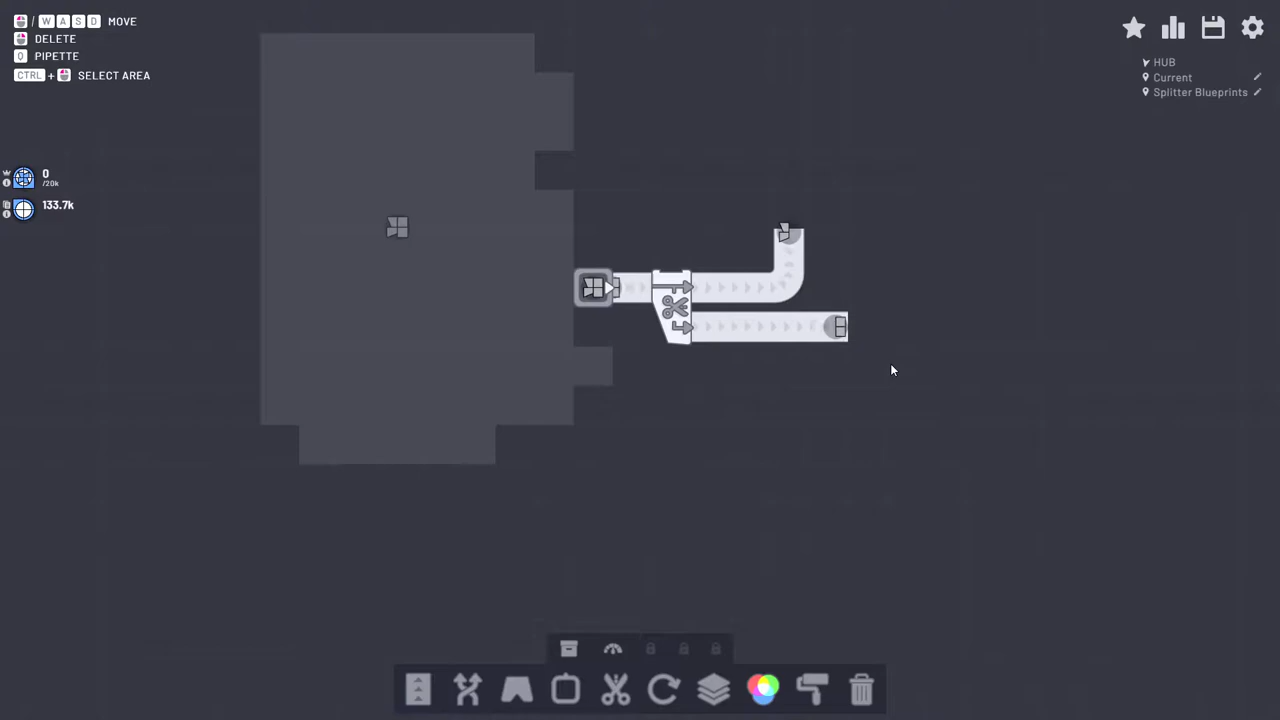 / W A S D MOVE
DELETE
Q PIPETTE
CTRL + SELECT AREA
HUB
Current
Splitter Blueprints
0
/20k
133.7k